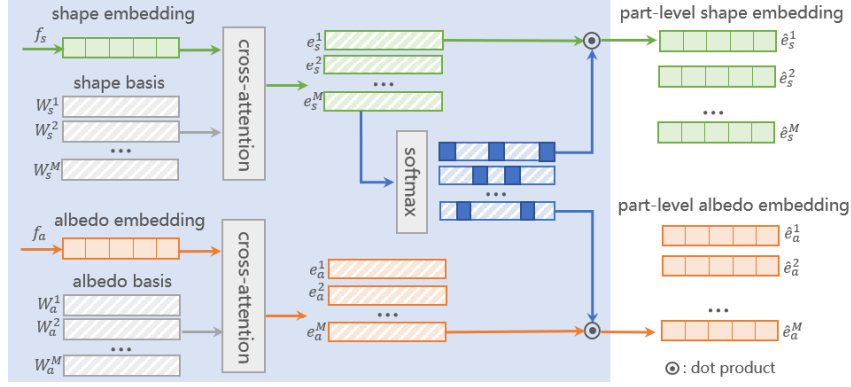 shape embedding
part-level shape embedding
f_s
cross-attention
e_s^1
ê_s^1
shape basis
e_s^2
ê_s^2
W_s^1
...
...
W_s^2
e_s^M
ê_s^M
...
W_s^M
softmax
...
albedo embedding
part-level albedo embedding
f_a
cross-attention
ê_a^1
e_a^1
ê_a^2
albedo basis
e_a^2
W_a^1
...
...
W_a^2
e_a^M
ê_a^M
...
W_a^M
⊙ : dot product